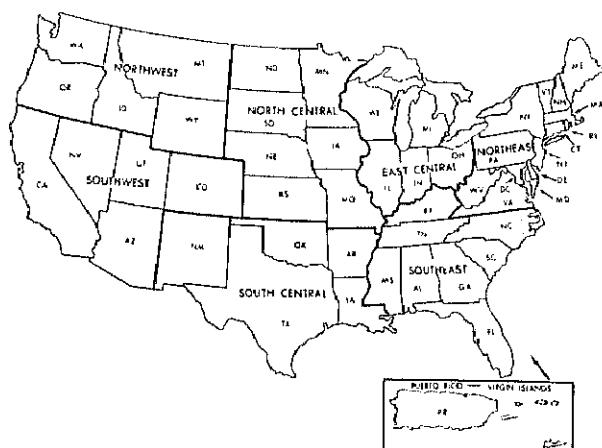 WA
MT
ND
MN
ME
NORTHWEST
VT
NH
MA
OR
ID
SD
NORTH CENTRAL
WI
MI
NY
RI
WY
IA
CT
NE
OH
NORTHEAST
PA
NJ
NV
UT
EAST CENTRAL
DE
SOUTHWEST
CO
IL
IN
WV
DC
MD
CA
KS
MO
VA
KY
NC
TN
AZ
NM
OK
AR
SC
SOUTHEAST
MS
AL
GA
SOUTH CENTRAL
LA
TX
FL
PUERTO RICO — VIRGIN ISLANDS
PR